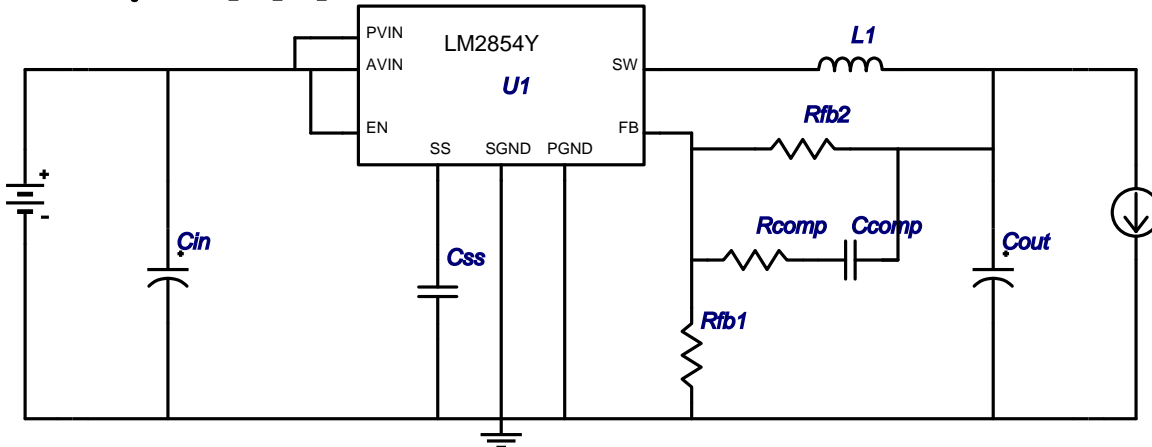 PVIN
LM2854Y
AVIN
U1
SW
L1
EN
FB
Rfb2
SS
SGND
PGND
+
-
Cin
+
Css
Rcomp
Ccomp
Cout
+
Rfb1